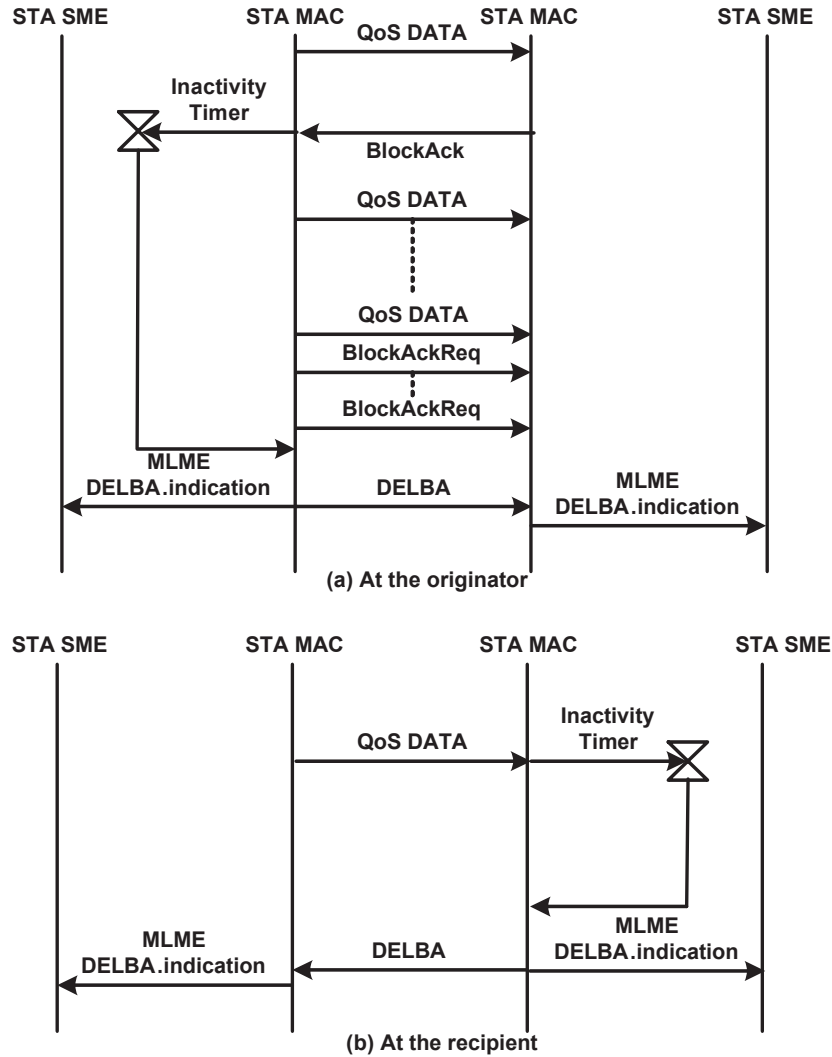 STA SME STA MAC STA MAC STA SME
QoS DATA
Inactivity
Timer
BlockAck
QoS DATA
QoS DATA
BlockAckReq
BlockAckReq
MLME
DELBA.indication
DELBA
MLME
DELBA.indication
(a) At the originator
STA SME STA MAC STA MAC STA SME
QoS DATA
Inactivity
Timer
MLME
DELBA.indication
DELBA
MLME
DELBA.indication
(b) At the recipient